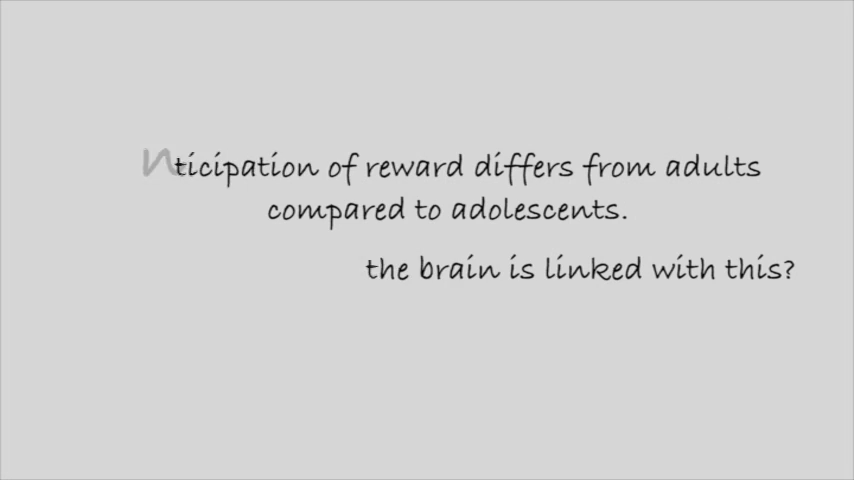 nticipation of reward differs from adults
compared to adolescents.
the brain is linked with this?